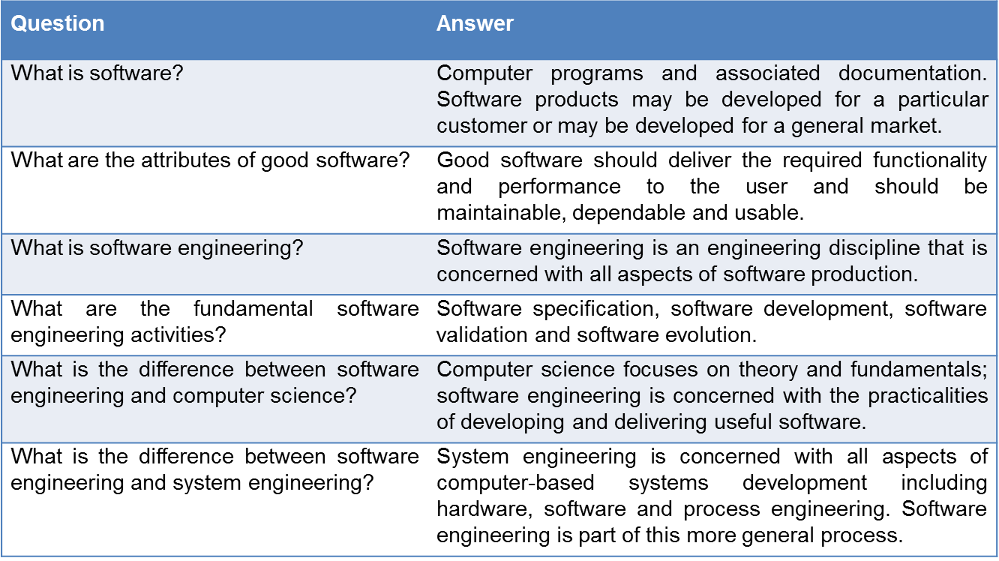 Question
Answer
What is software?
Computer programs and associated documentation.
Software products may be developed for a particular
customer or may be developed for a general market.
What are the attributes of good software?
Good software should deliver the required functionality
and performance to the user and should be
maintainable, dependable and usable.
What is software engineering?
Software engineering is an engineering discipline that is
concerned with all aspects of software production.
What are the fundamental software
engineering activities?
Software specification, software development, software
validation and software evolution.
What is the difference between software
engineering and computer science?
Computer science focuses on theory and fundamentals;
software engineering is concerned with the practicalities
of developing and delivering useful software.
What is the difference between software
engineering and system engineering?
System engineering is concerned with all aspects of
computer-based systems development including
hardware, software and process engineering. Software
engineering is part of this more general process.